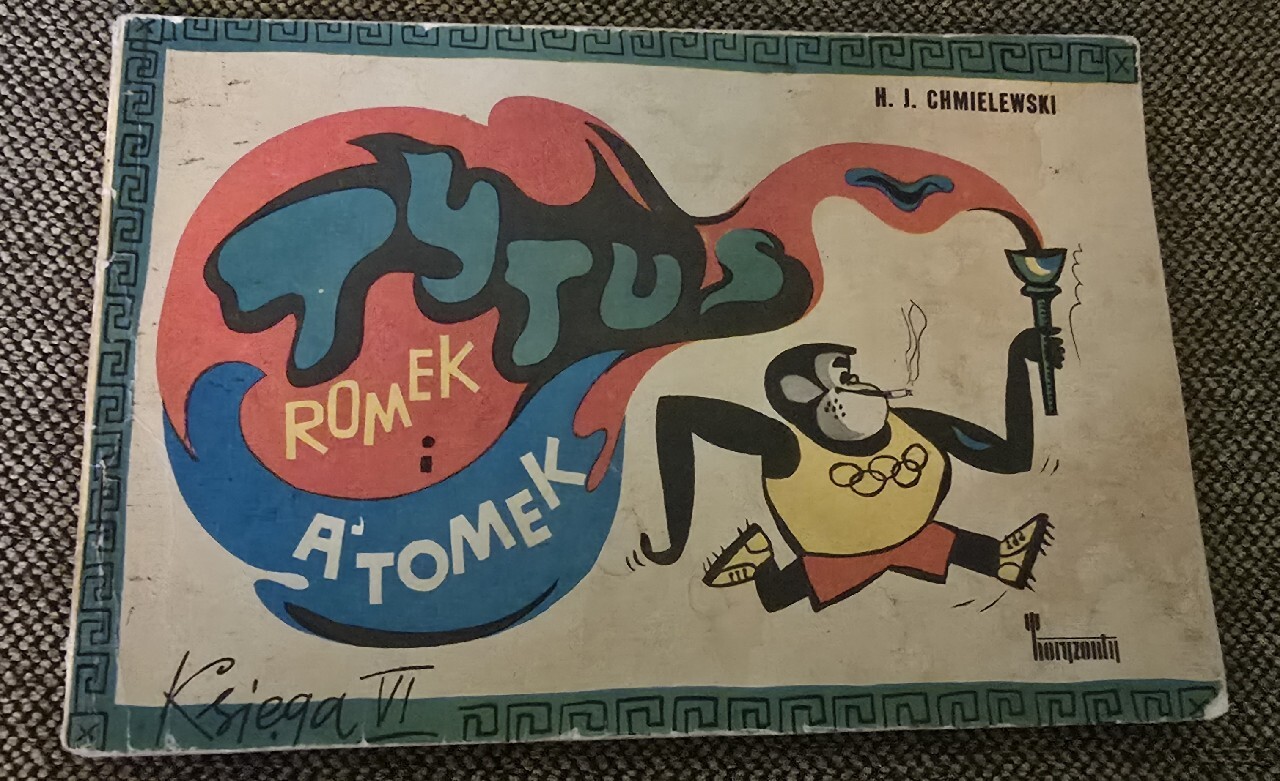 H. J. CHMIELEWSKI
TYTUS
ROMEK
i
A'TOMEK
horyzonty
Księga VI